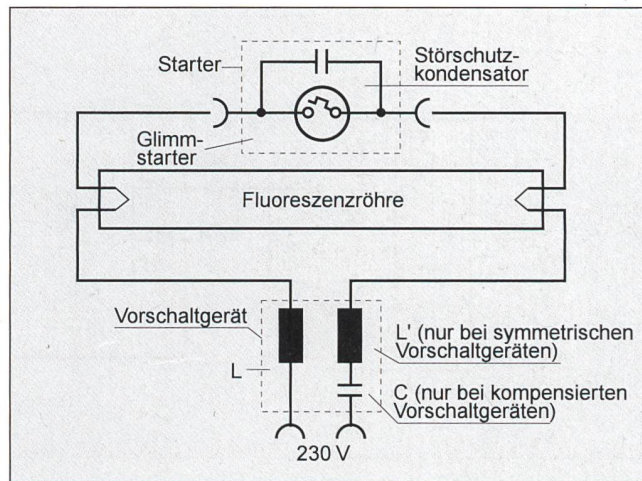 Starter
Störschutz-
kondensator
Glimm-
starter
Fluoreszenzröhre
Vorschaltgerät
L
L' (nur bei symmetrischen
Vorschaltgeräten)
C (nur bei kompensierten
Vorschaltgeräten)
230 V